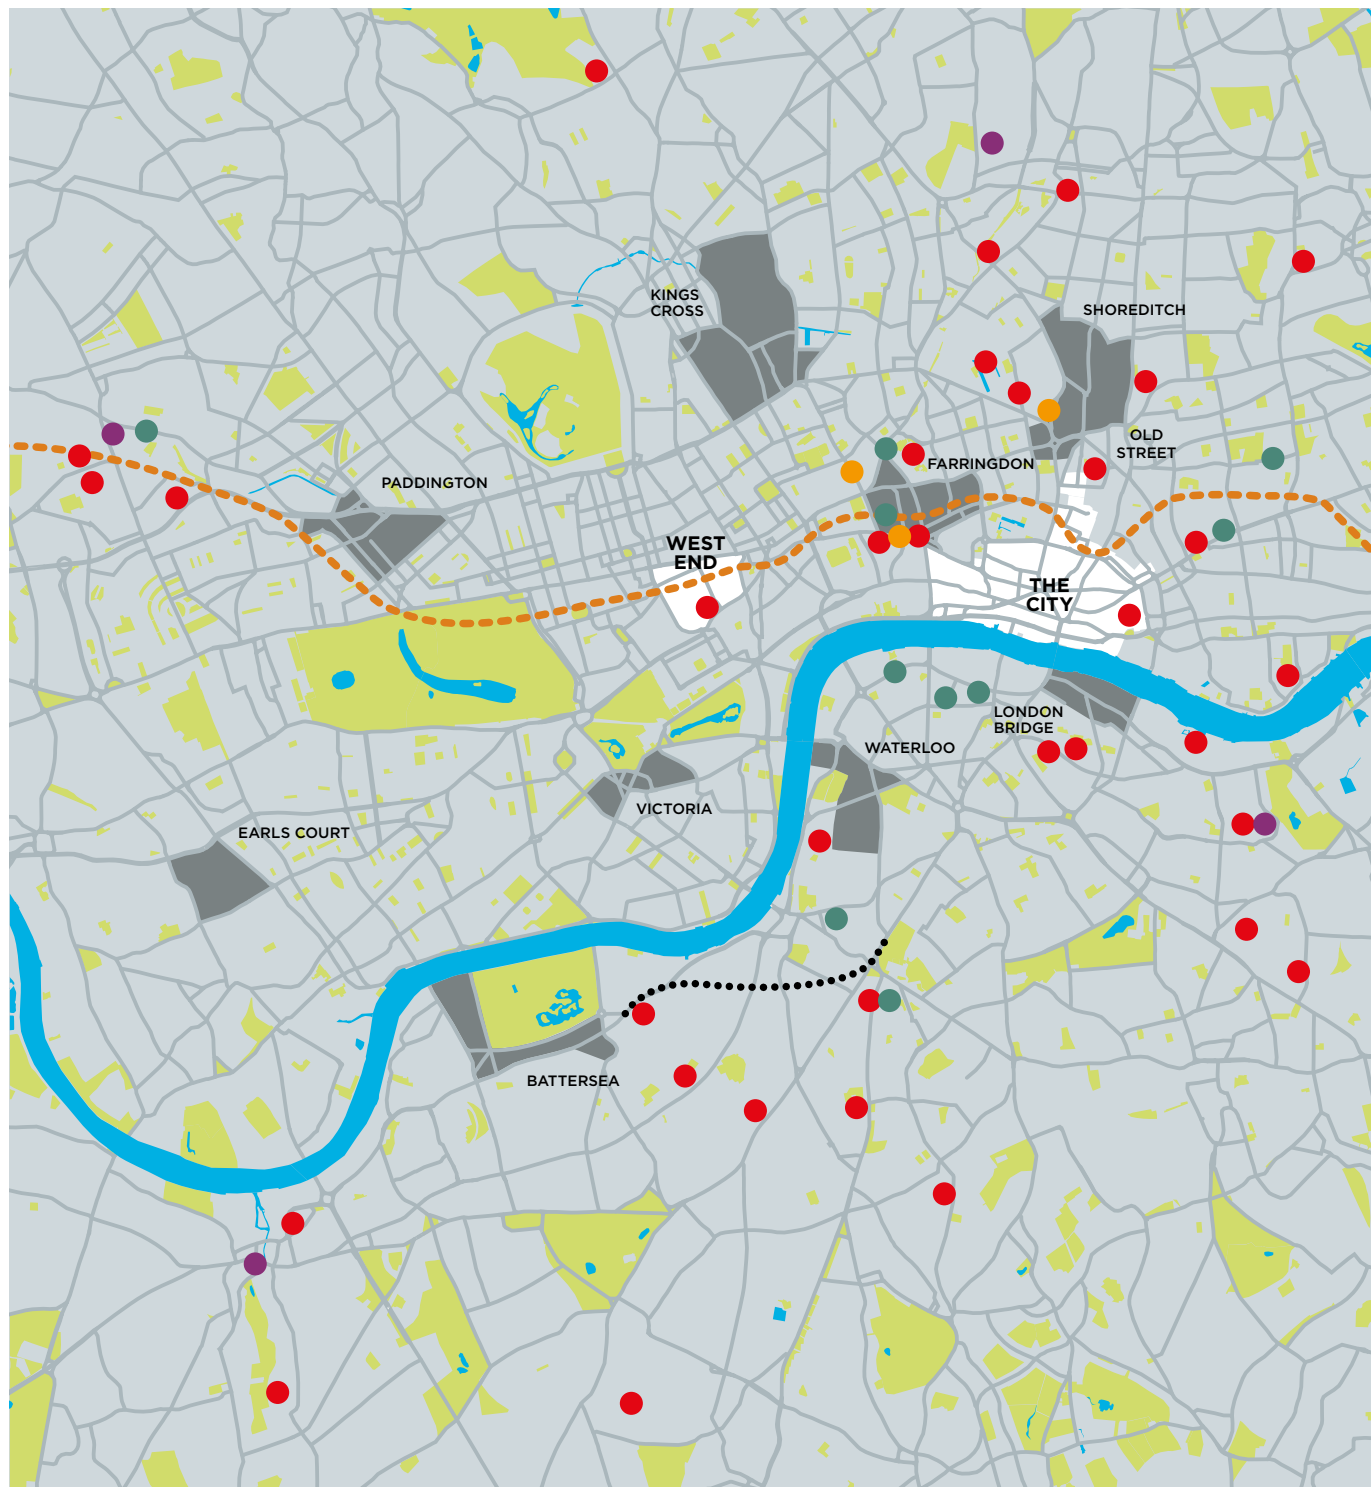 KINGS
CROSS
SHOREDITCH
OLD
STREET
FARRINGDON
PADDINGTON
WEST
END
THE
CITY
LONDON
BRIDGE
WATERLOO
VICTORIA
EARLS COURT
BATTERSEA